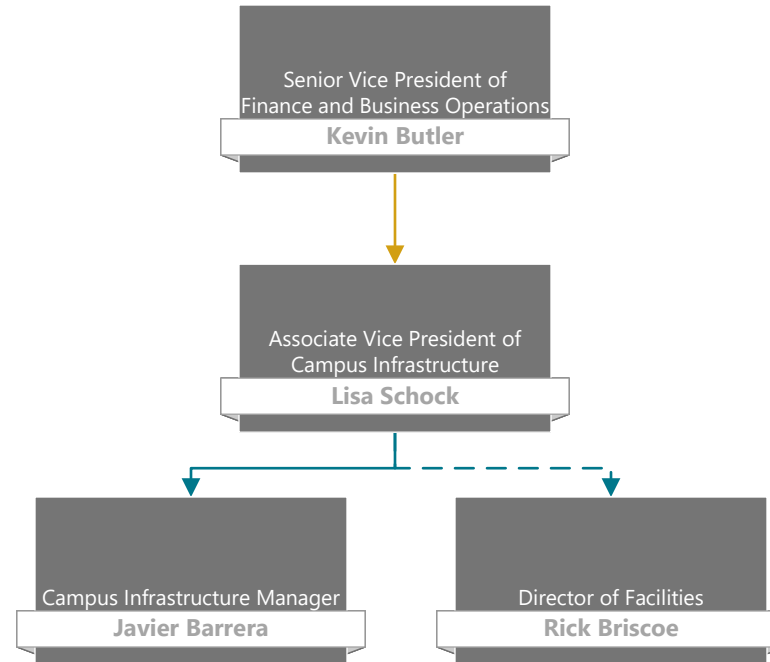 Senior Vice President of
Finance and Business Operations
Kevin Butler
Associate Vice President of
Campus Infrastructure
Lisa Schock
Campus Infrastructure Manager
Javier Barrera
Director of Facilities
Rick Briscoe